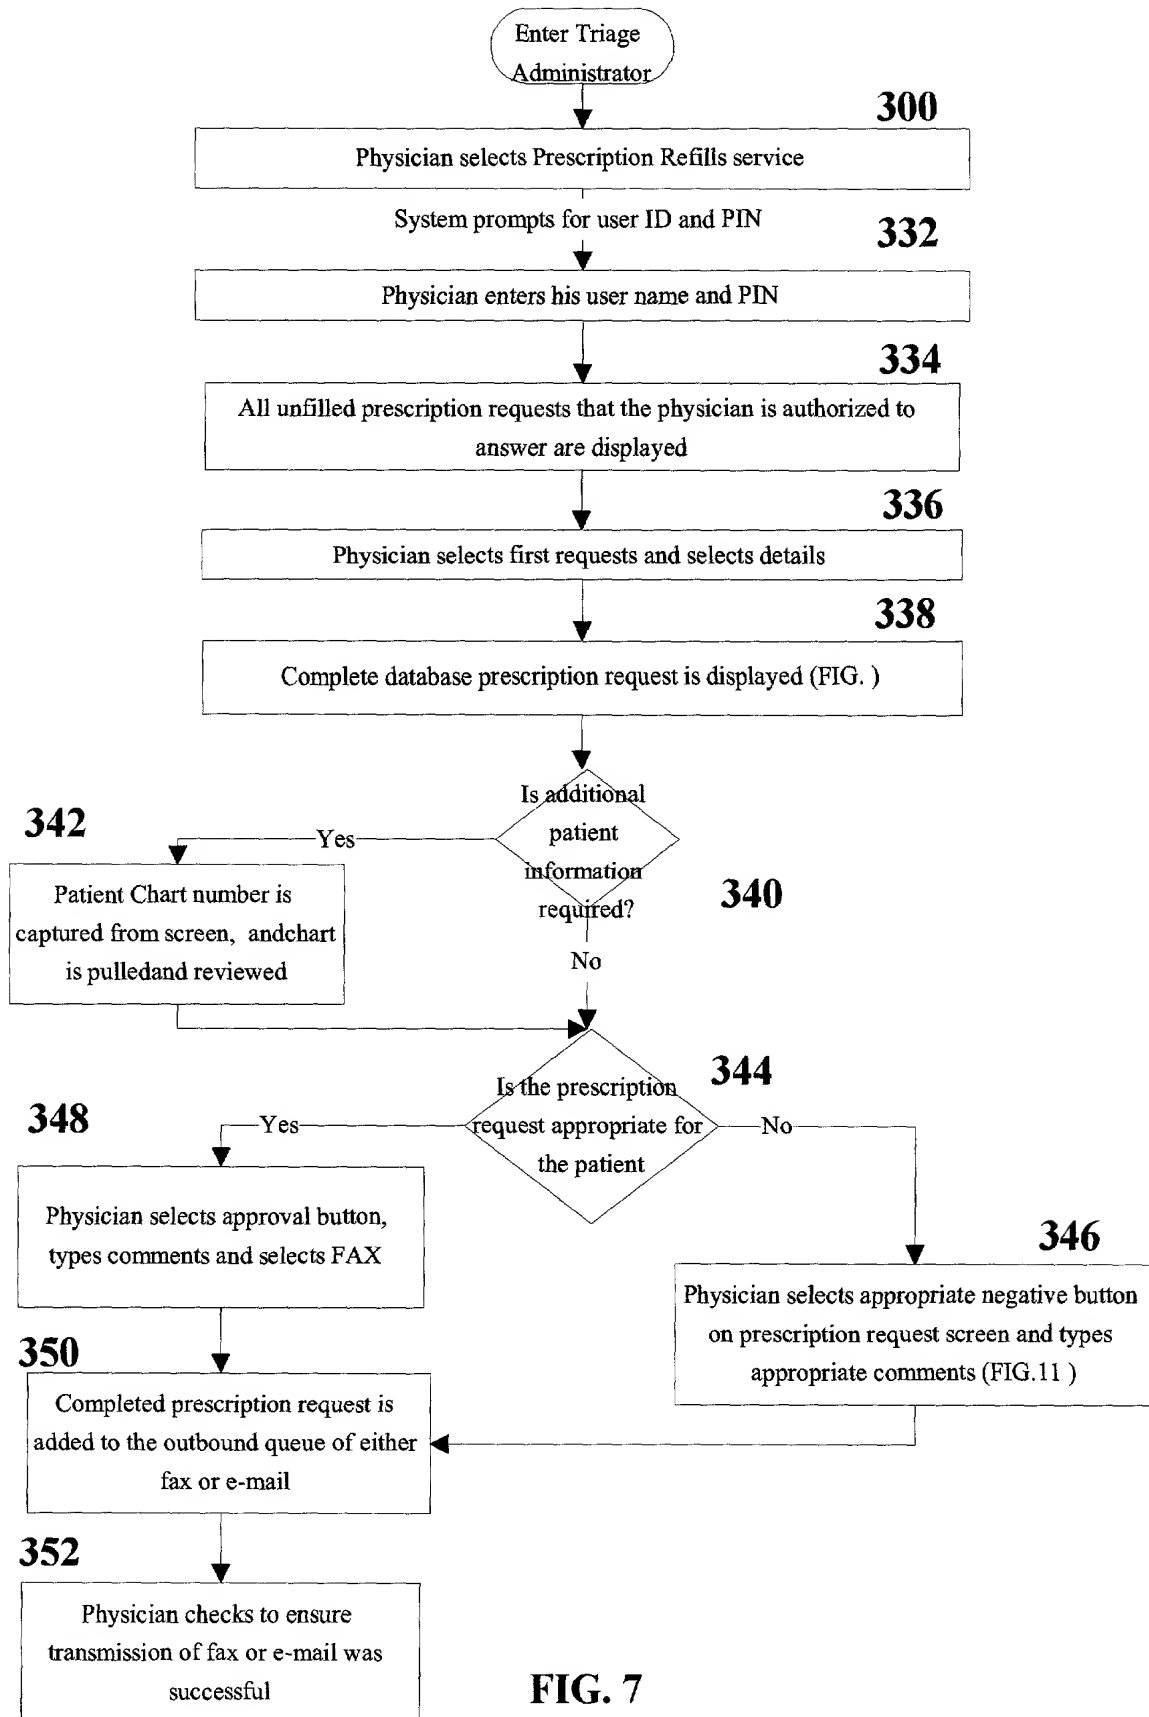 Enter Triage
Administrator
300
Physician selects Prescription Refills service
System prompts for user ID and PIN
332
Physician enters his user name and PIN
334
All unfilled prescription requests that the physician is authorized to
answer are displayed
336
Physician selects first requests and selects details
338
Complete database prescription request is displayed (FIG. )
Is additional
patient
information
required?
340
Yes
342
Patient Chart number is
captured from screen, andchart
is pulledand reviewed
No
344
Is the prescription
request appropriate for
the patient
Yes
No
348
Physician selects approval button,
types comments and selects FAX
346
Physician selects appropriate negative button
on prescription request screen and types
appropriate comments (FIG.11 )
350
Completed prescription request is
added to the outbound queue of either
fax or e-mail
352
Physician checks to ensure
transmission of fax or e-mail was
successful
FIG. 7